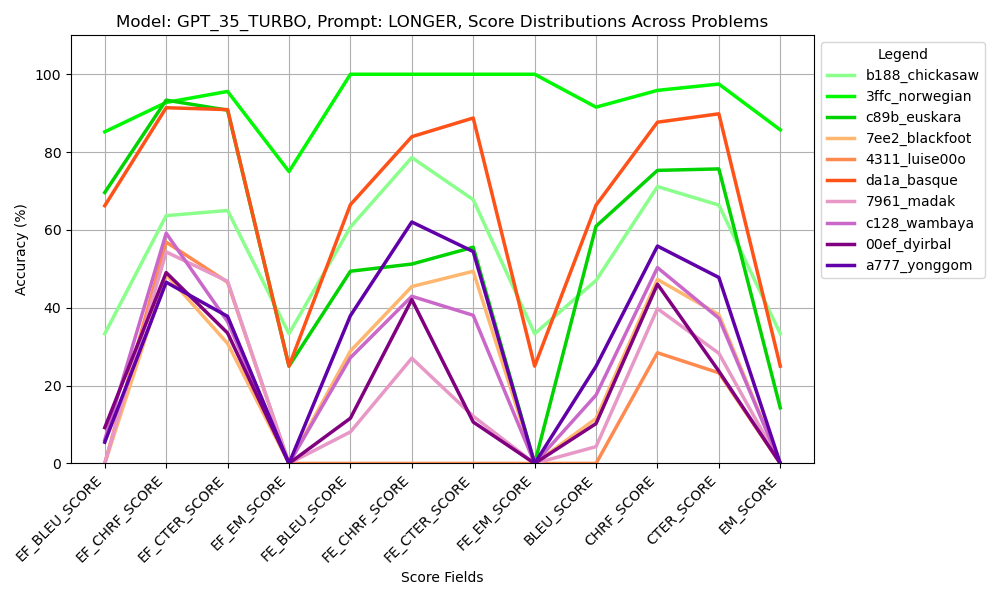 Model: GPT_35_TURBO, Prompt: LONGER, Score Distributions Across Problems
Accuracy (%)
100
80
60
40
20
0
EF_BLEU_SCORE
EF_CHRF_SCORE
EF_CTER_SCORE
EF_EM_SCORE
FE_BLEU_SCORE
FE_CHRF_SCORE
FE_CTER_SCORE
FE_EM_SCORE
BLEU_SCORE
CHRF_SCORE
CTER_SCORE
EM_SCORE
Score Fields
Legend
b188_chickasaw
3ffc_norwegian
c89b_euskara
7ee2_blackfoot
4311_luise00o
da1a_basque
7961_madak
c128_wambaya
00ef_dyirbal
a777_yonggom